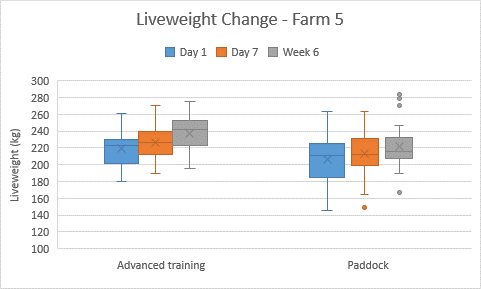 Liveweight Change - Farm 5
Day 1 Day 7 Week 6
300
280
260
240
220
200
180
160
140
120
100
Liveweight (kg)
Advanced training Paddock